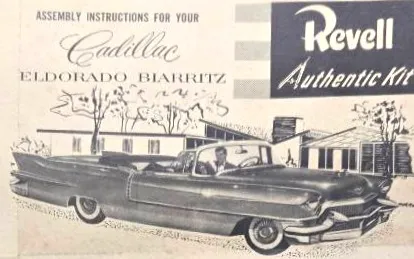 ASSEMBLY INSTRUCTIONS FOR YOUR
Cadillac
ELDORADO BIARRITZ
Revell
Authentic Kit